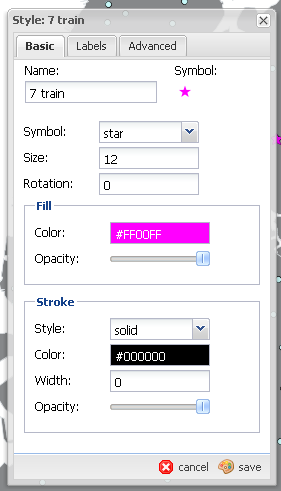 Style: 7 train
Basic Labels Advanced
Name: Symbol:
7 train
Symbol: star
Size: 12
Rotation: 0
Fill
Color: #FF00FF
Opacity:
Stroke
Style: solid
Color: #000000
Width: 0
Opacity:
cancel save